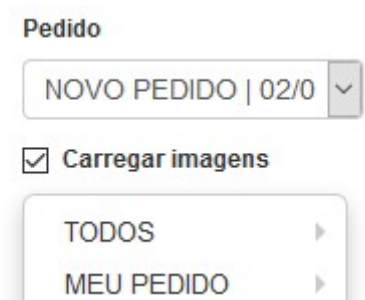 Pedido
NOVO PEDIDO | 02/0
Carregar imagens
TODOS
MEU PEDIDO